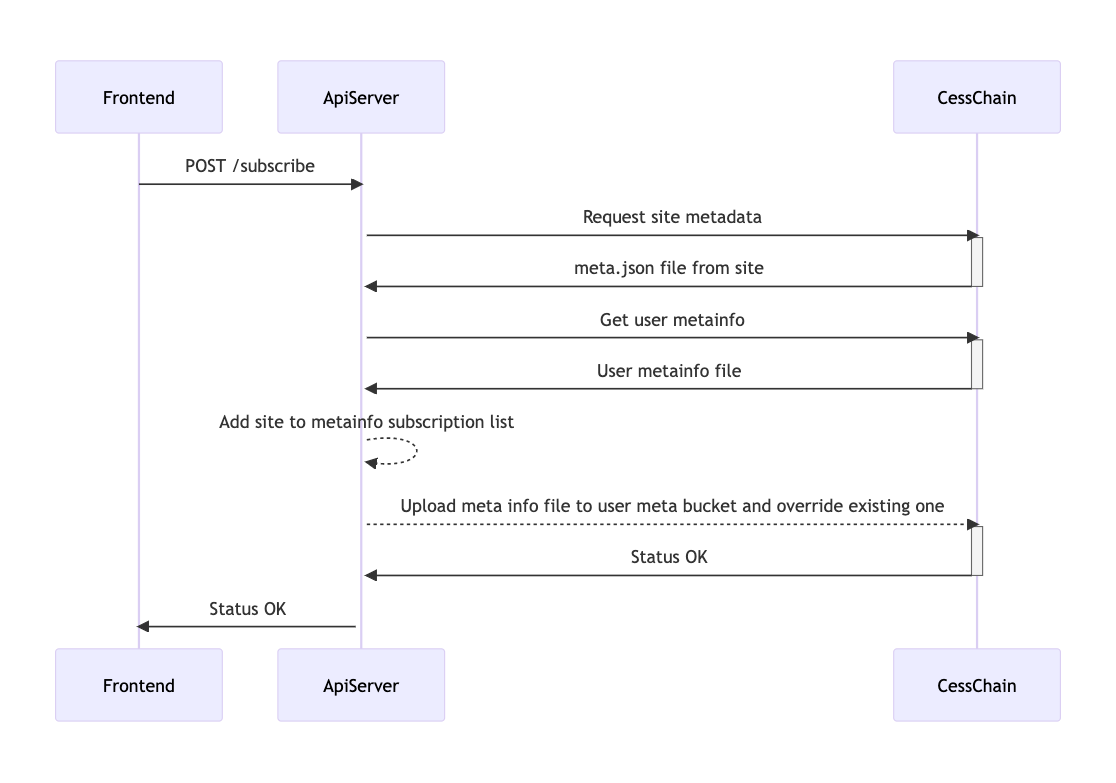 Frontend
ApiServer
CessChain
POST /subscribe
Request site metadata
meta.json file from site
Get user metainfo
User metainfo file
Add site to metainfo subscription list
Upload meta info file to user meta bucket and override existing one
Status OK
Status OK
Frontend
ApiServer
CessChain